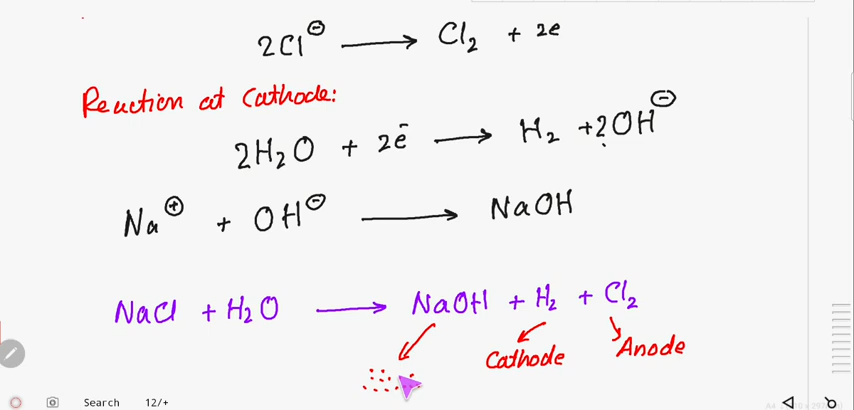 2Cl⊖ ⟶ Cl₂ + 2e
Reaction at Cathode:
2H₂O + 2ē ⟶ H₂ + 2OH⊖
Na⊕ + OH⊖ ⟶ NaOH
NaCl + H₂O ⟶ NaOH + H₂ + Cl₂
Cathode Anode
Search 12/+